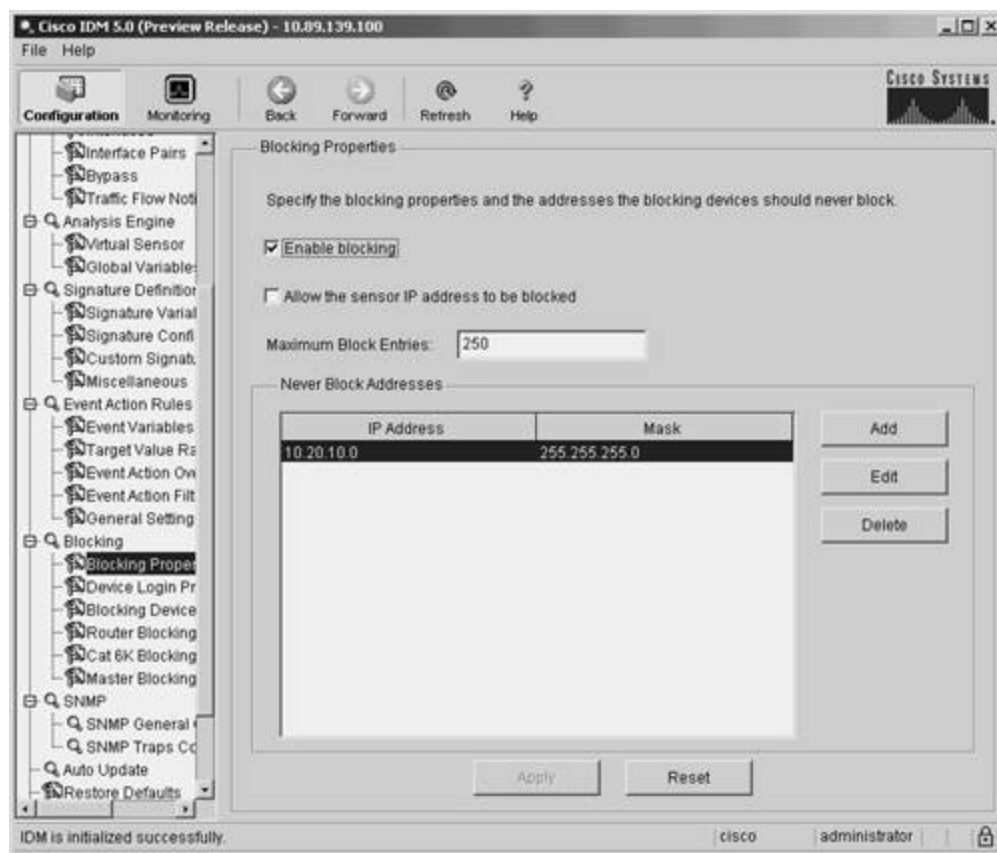 Cisco IDM 5.0 (Preview Release) - 10.89.139.100
File Help
Configuration Monitoring Back Forward Refresh Help
CISCO SYSTEMS
Interface Pairs
Bypass
Traffic Flow Noti
Analysis Engine
Virtual Sensor
Global Variable
Signature Definition
Signature Varial
Signature Confi
Custom Signatu
Miscellaneous
Event Action Rules
Event Variables
Target Value Ra
Event Action Ove
Event Action Filt
General Setting
Blocking
Blocking Proper
Device Login Pr
Blocking Device
Router Blocking
Cat 6K Blocking
Master Blocking
SNMP
SNMP General
SNMP Traps Co
Auto Update
Restore Defaults
Blocking Properties
Specify the blocking properties and the addresses the blocking devices should never block.
Enable blocking
Allow the sensor IP address to be blocked
Maximum Block Entries: 250
Never Block Addresses
IP Address Mask
10.20.10.0 255.255.255.0
Add
Edit
Delete
Apply Reset
IDM is initialized successfully. cisco administrator